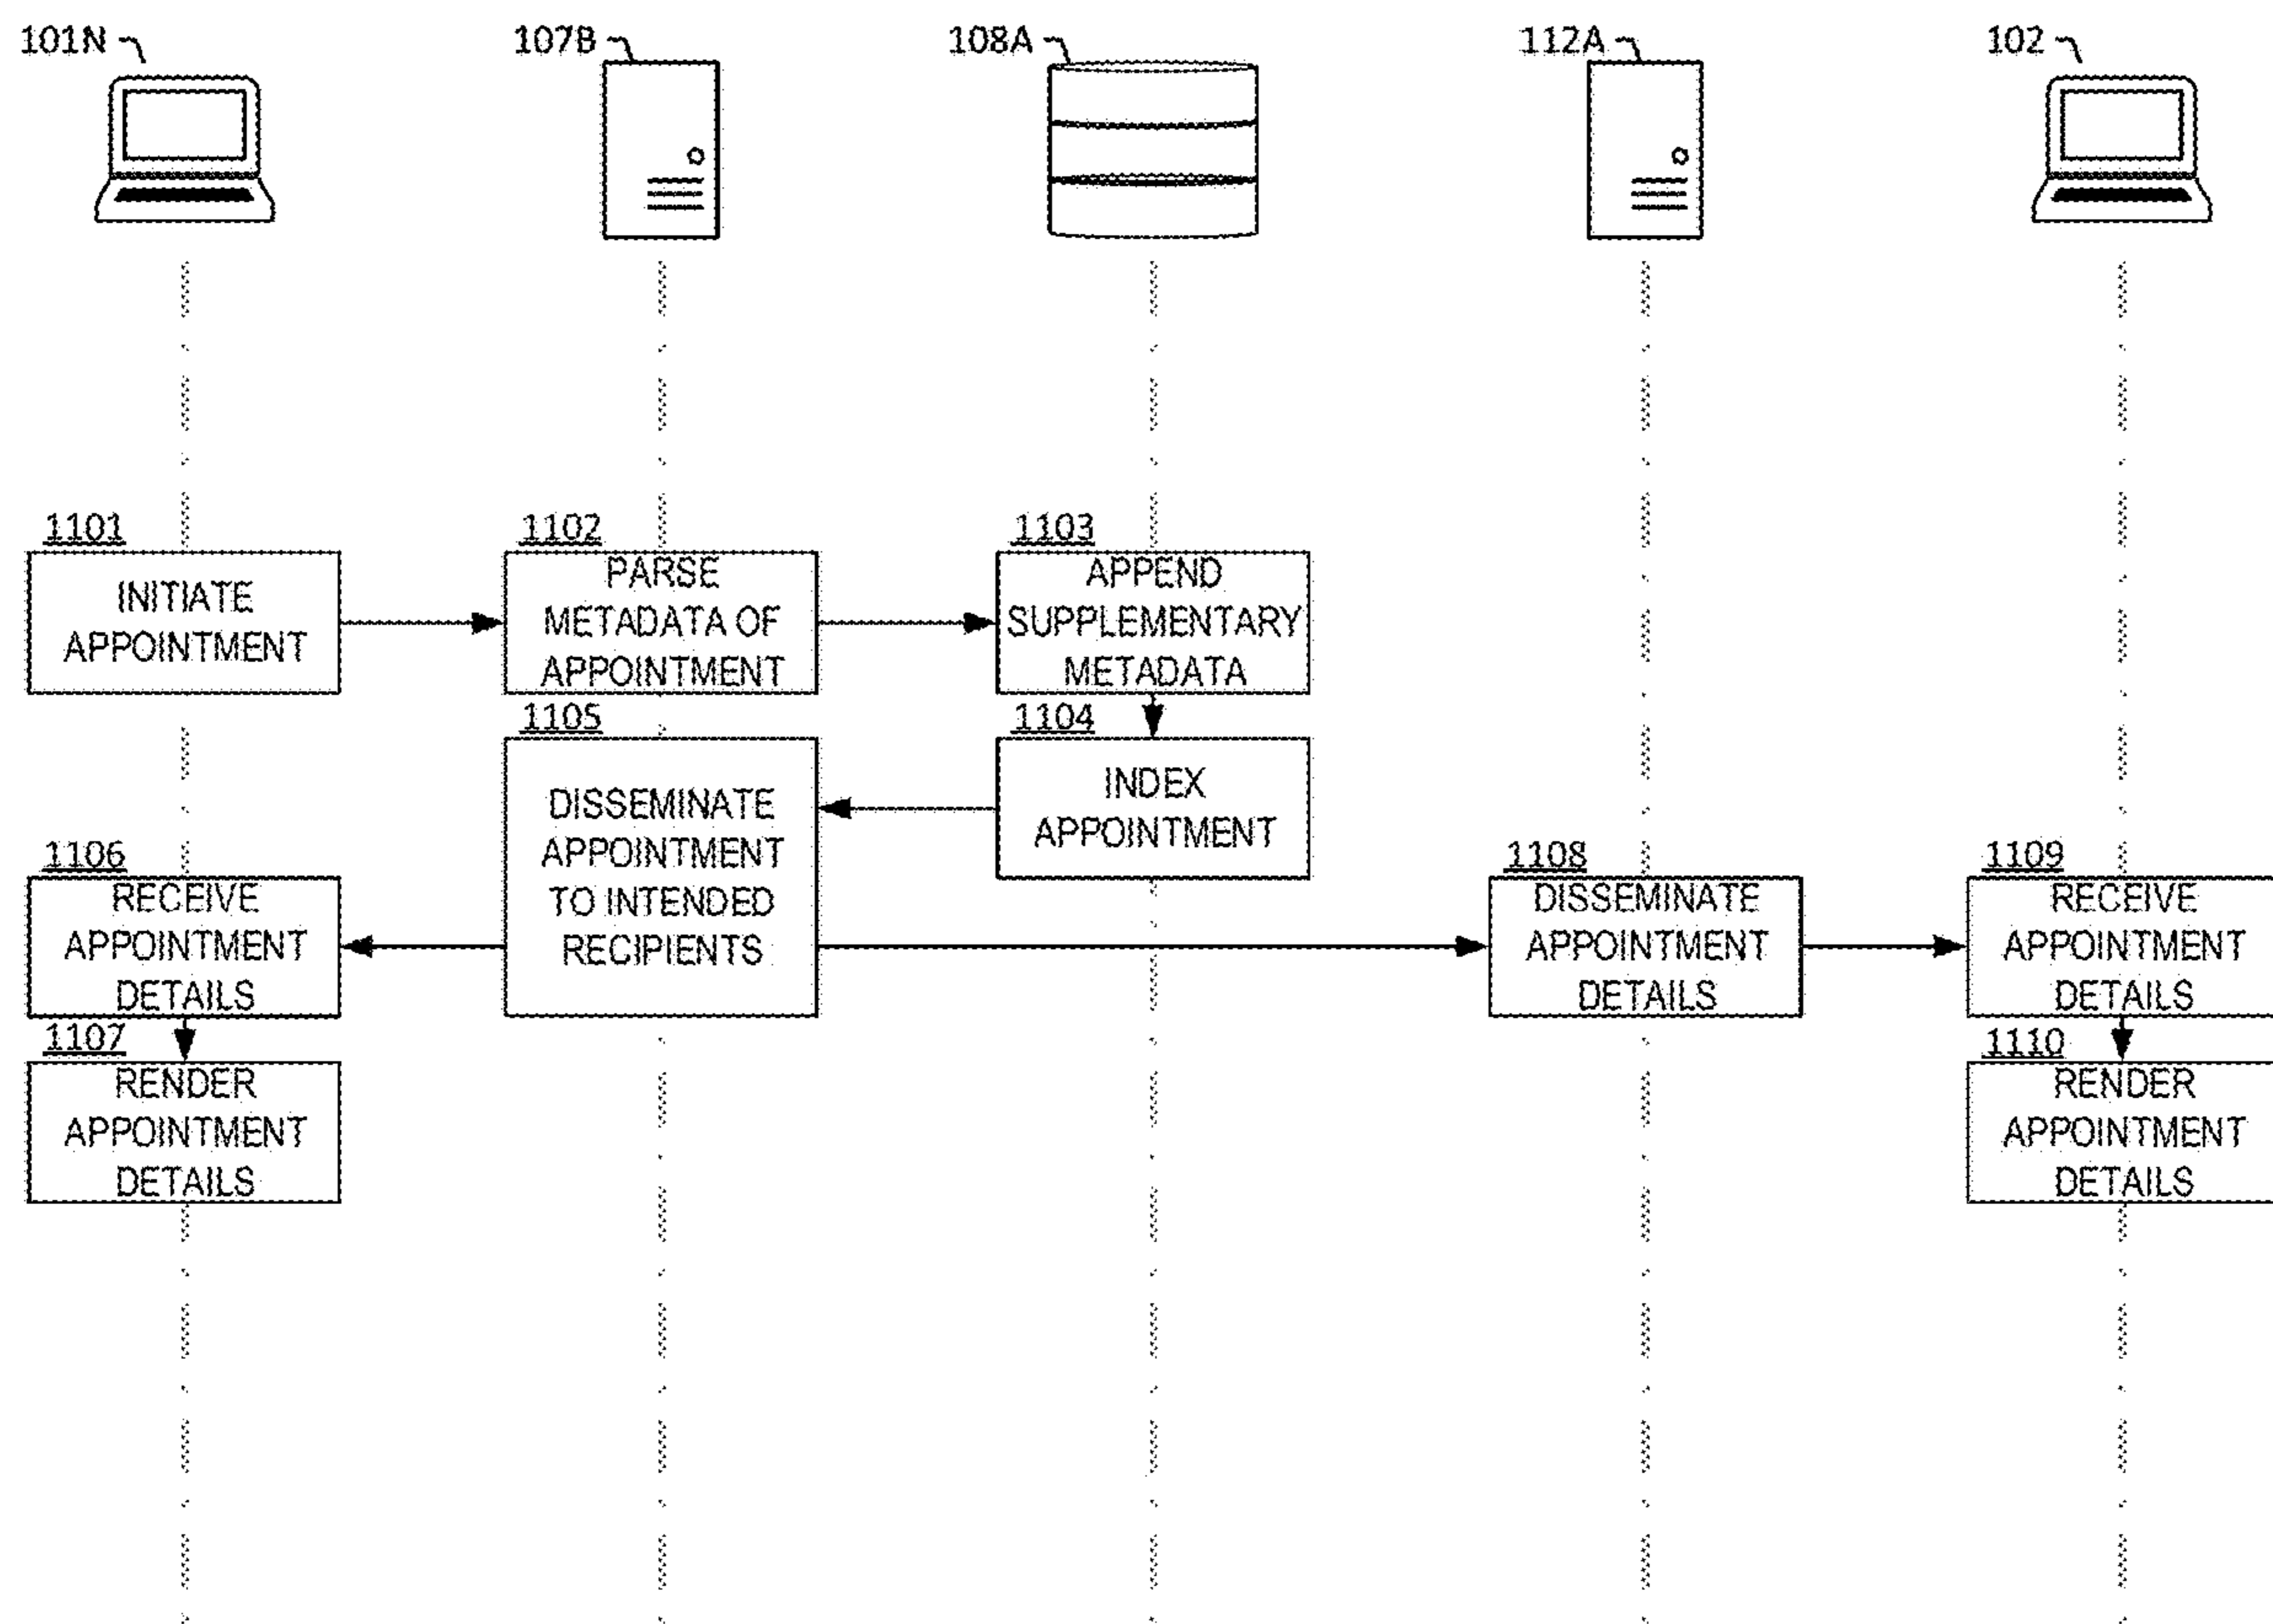 101N
107B
108A
112A
102
1101
INITIATE
APPOINTMENT
1102
PARSE
METADATA OF
APPOINTMENT
1103
APPEND
SUPPLEMENTARY
METADATA
1104
INDEX
APPOINTMENT
1105
DISSEMINATE
APPOINTMENT
TO INTENDED
RECIPIENTS
1106
RECEIVE
APPOINTMENT
DETAILS
1107
RENDER
APPOINTMENT
DETAILS
1108
DISSEMINATE
APPOINTMENT
DETAILS
1109
RECEIVE
APPOINTMENT
DETAILS
1110
RENDER
APPOINTMENT
DETAILS